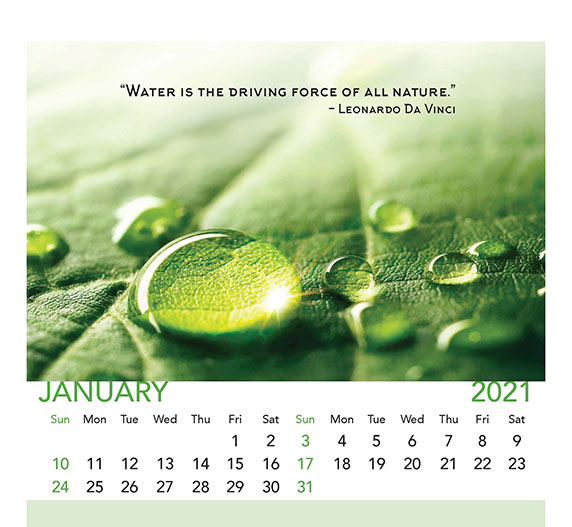 “Water is the driving force of all nature.”
– Leonardo Da Vinci
JANUARY 2021
Sun Mon Tue Wed Thu Fri Sat Sun Mon Tue Wed Thu Fri Sat
1 2 3 4 5 6 7 8 9
10 11 12 13 14 15 16 17 18 19 20 21 22 23
24 25 26 27 28 29 30 31